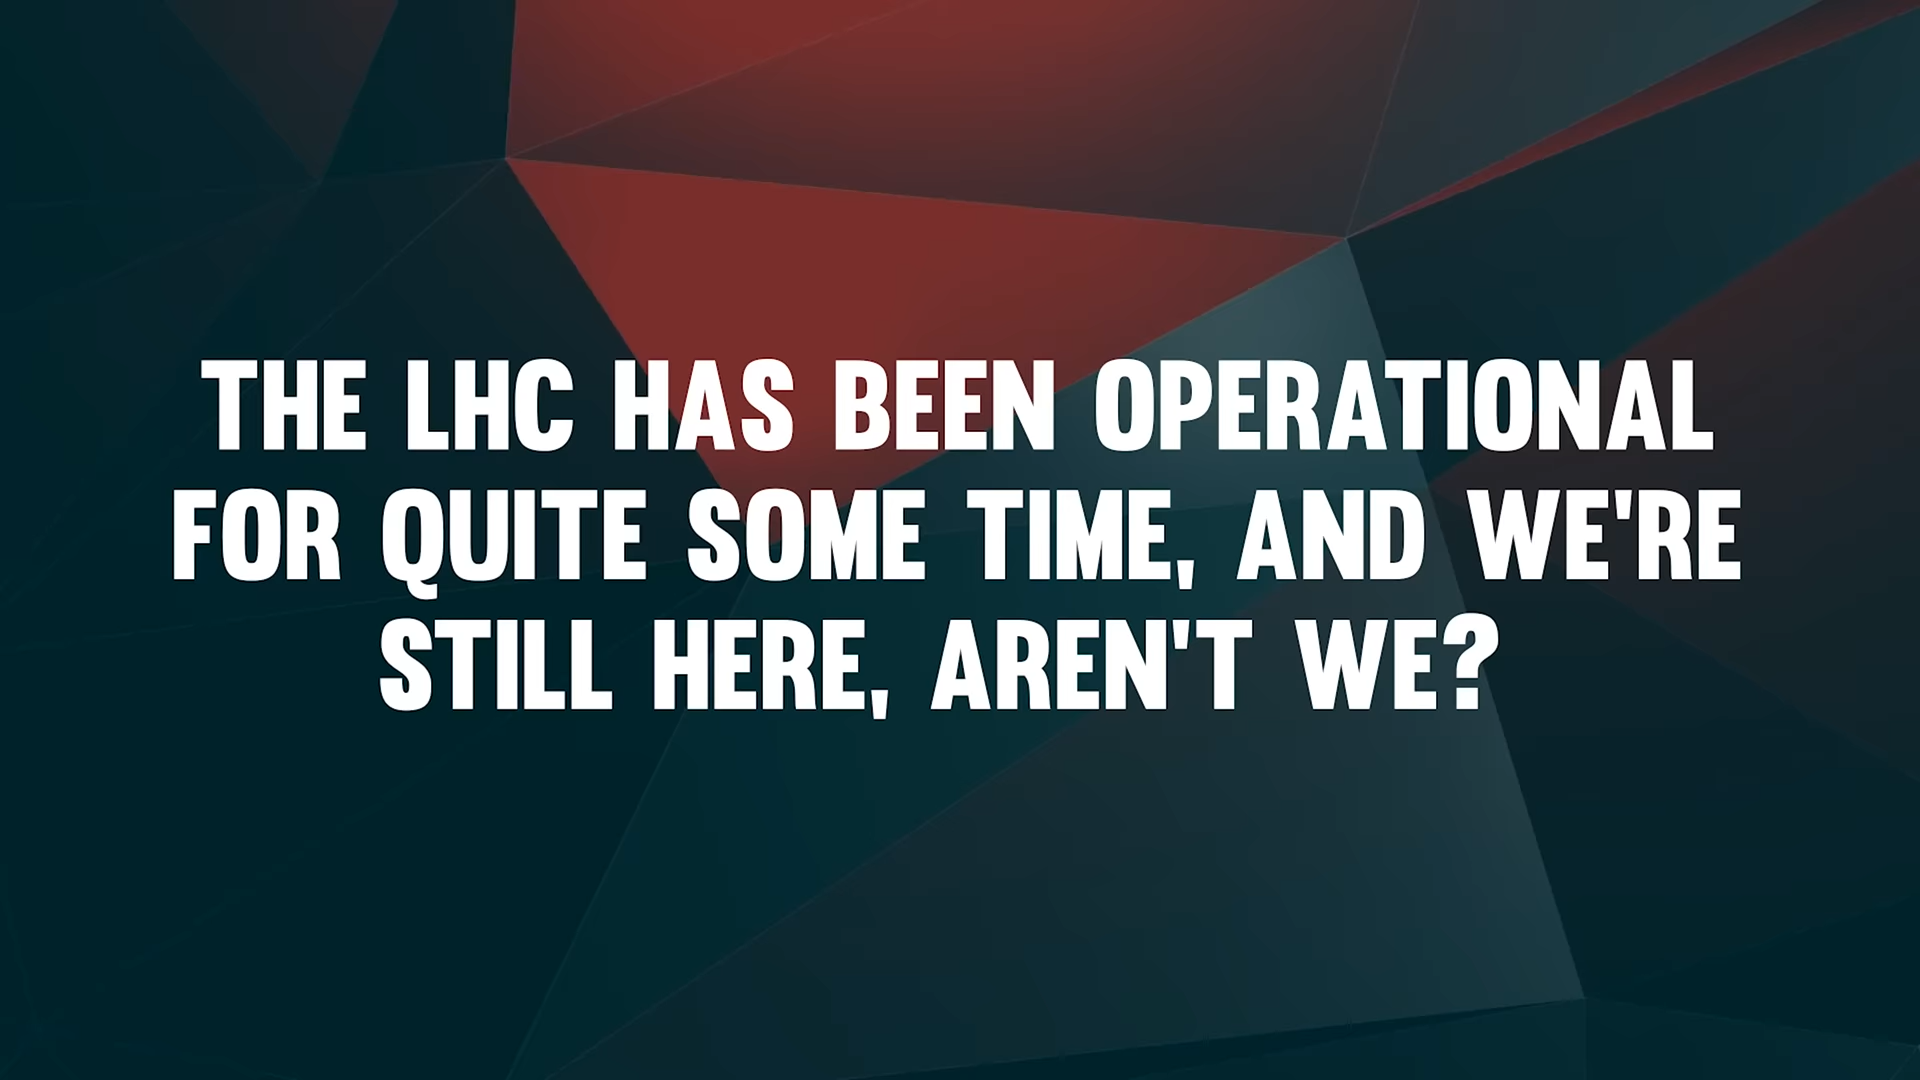 THE LHC HAS BEEN OPERATIONAL
FOR QUITE SOME TIME, AND WE'RE
STILL HERE, AREN'T WE?